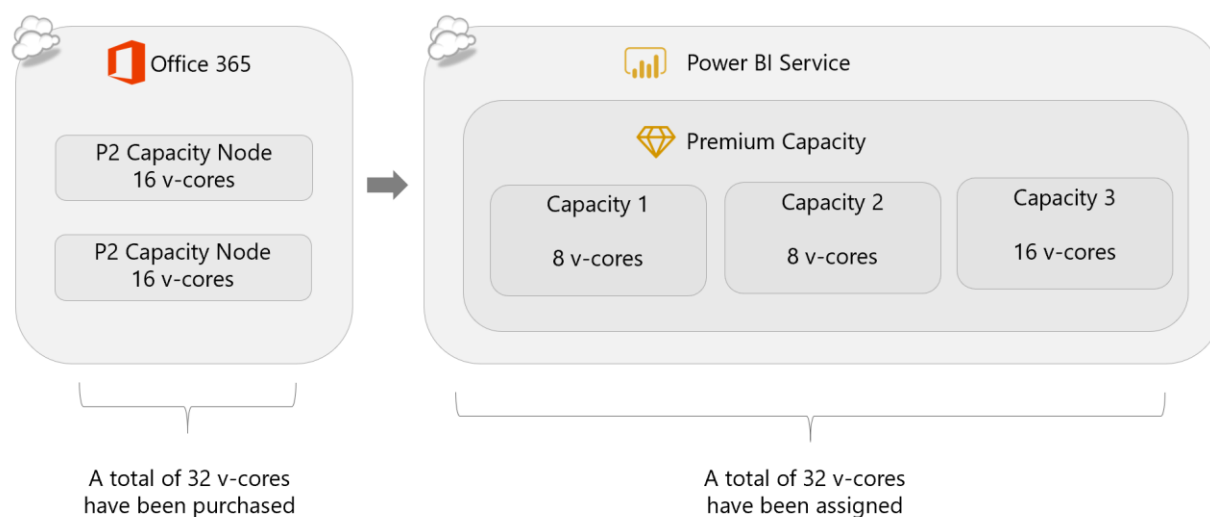 Office 365
P2 Capacity Node
16 v-cores
P2 Capacity Node
16 v-cores
A total of 32 v-cores
have been purchased
Power BI Service
Premium Capacity
Capacity 1
8 v-cores
Capacity 2
8 v-cores
Capacity 3
16 v-cores
A total of 32 v-cores
have been assigned